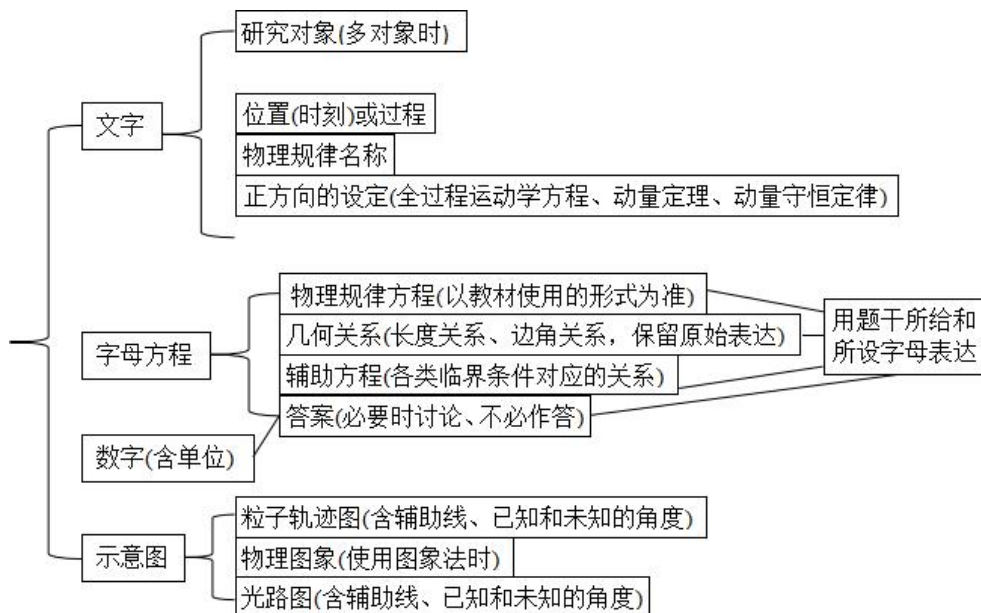 研究对象(多对象时)
文字
位置(时刻)或过程
物理规律名称
正方向的设定(全过程运动学方程、动量定理、动量守恒定律)
字母方程
物理规律方程(以教材使用的形式为准)
几何关系(长度关系、边角关系，保留原始表达)
辅助方程(各类临界条件对应的关系)
答案(必要时讨论、不必作答)
用题干所给和
所设字母表达
数字(含单位)
示意图
粒子轨迹图(含辅助线、已知和未知的角度)
物理图象(使用图象法时)
光路图(含辅助线、已知和未知的角度)